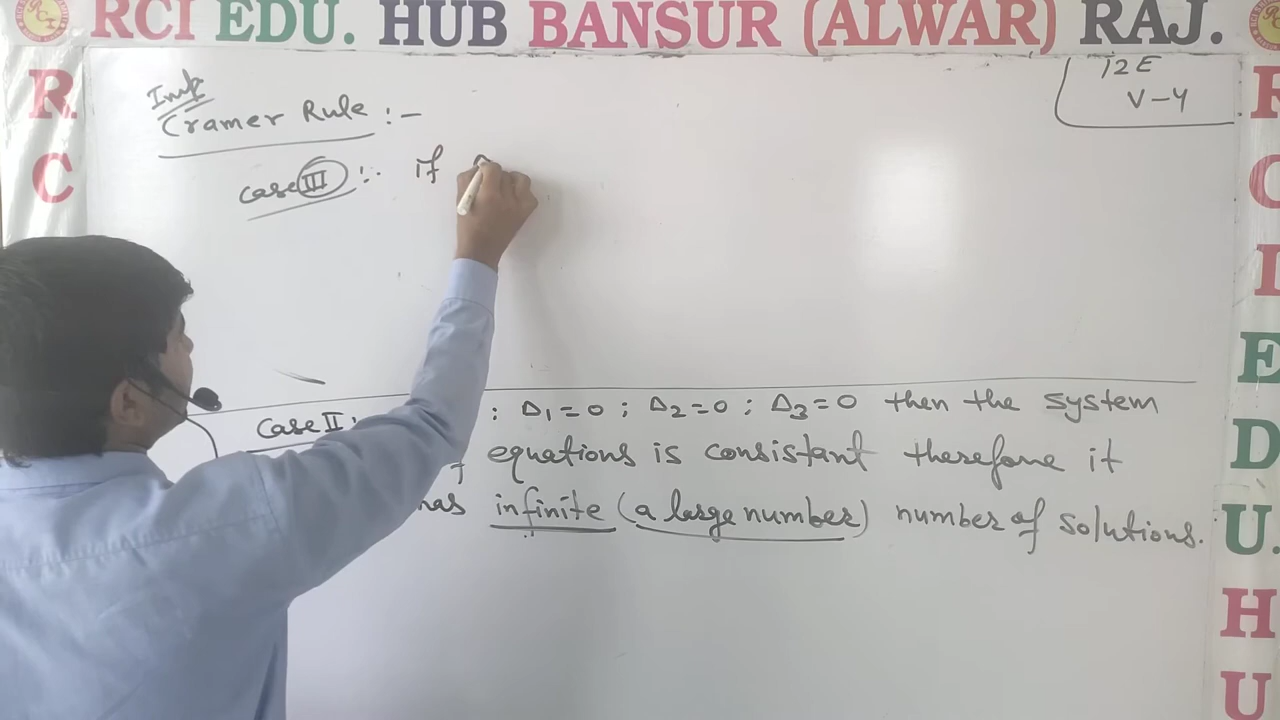 RCI EDU. HUB BANSUR (ALWAR) RAJ.
R
C
R
C
I
E
D
U.
H
U
12E
V-4
Imp
Cramer Rule :-
Case III :- if
Case II : ; Δ1=0 ; Δ2=0 ; Δ3=0 then the system
equations is consistant therefore it
has infinite (a large number) number of solutions.